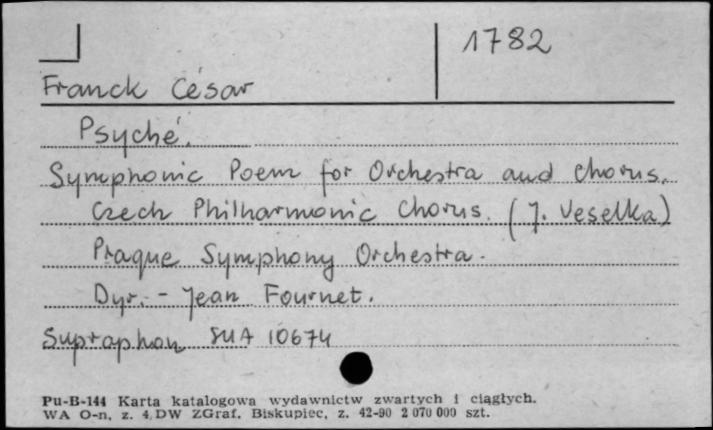 1782
Franck César
Psyché.
Symphonic Poem for Orchestra and chorus.
Czech Philharmonic Chorus. (J. Veselka)
Prague Symphony Orchestra.
Dyr. - Jean Fournet.
Supraphon SUA 10674
Pu-B-144 Karta katalogowa wydawnictw zwartych i ciągłych.
WA O-n, z. 4 DW ZGraf. Biskupiec, z. 42-90 2 070 000 szt.